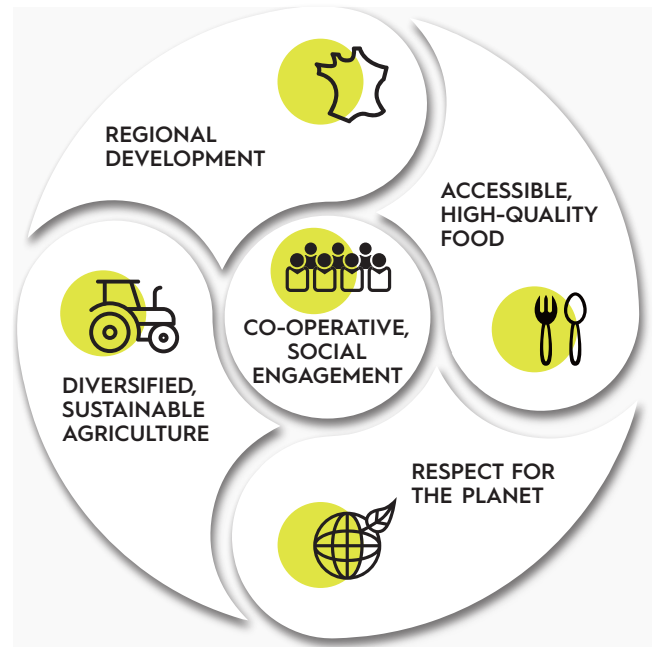 REGIONAL
DEVELOPMENT
ACCESSIBLE,
HIGH-QUALITY
FOOD
CO-OPERATIVE,
SOCIAL
ENGAGEMENT
DIVERSIFIED,
SUSTAINABLE
AGRICULTURE
RESPECT FOR
THE PLANET